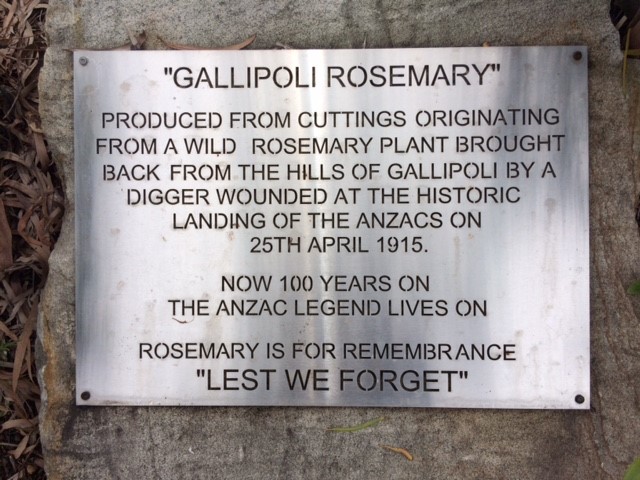 "GALLIPOLI ROSEMARY"
PRODUCED FROM CUTTINGS ORIGINATING
FROM A WILD ROSEMARY PLANT BROUGHT
BACK FROM THE HILLS OF GALLIPOLI BY A
DIGGER WOUNDED AT THE HISTORIC
LANDING OF THE ANZACS ON
25TH APRIL 1915.
NOW 100 YEARS ON
THE ANZAC LEGEND LIVES ON
ROSEMARY IS FOR REMEMBRANCE
"LEST WE FORGET"